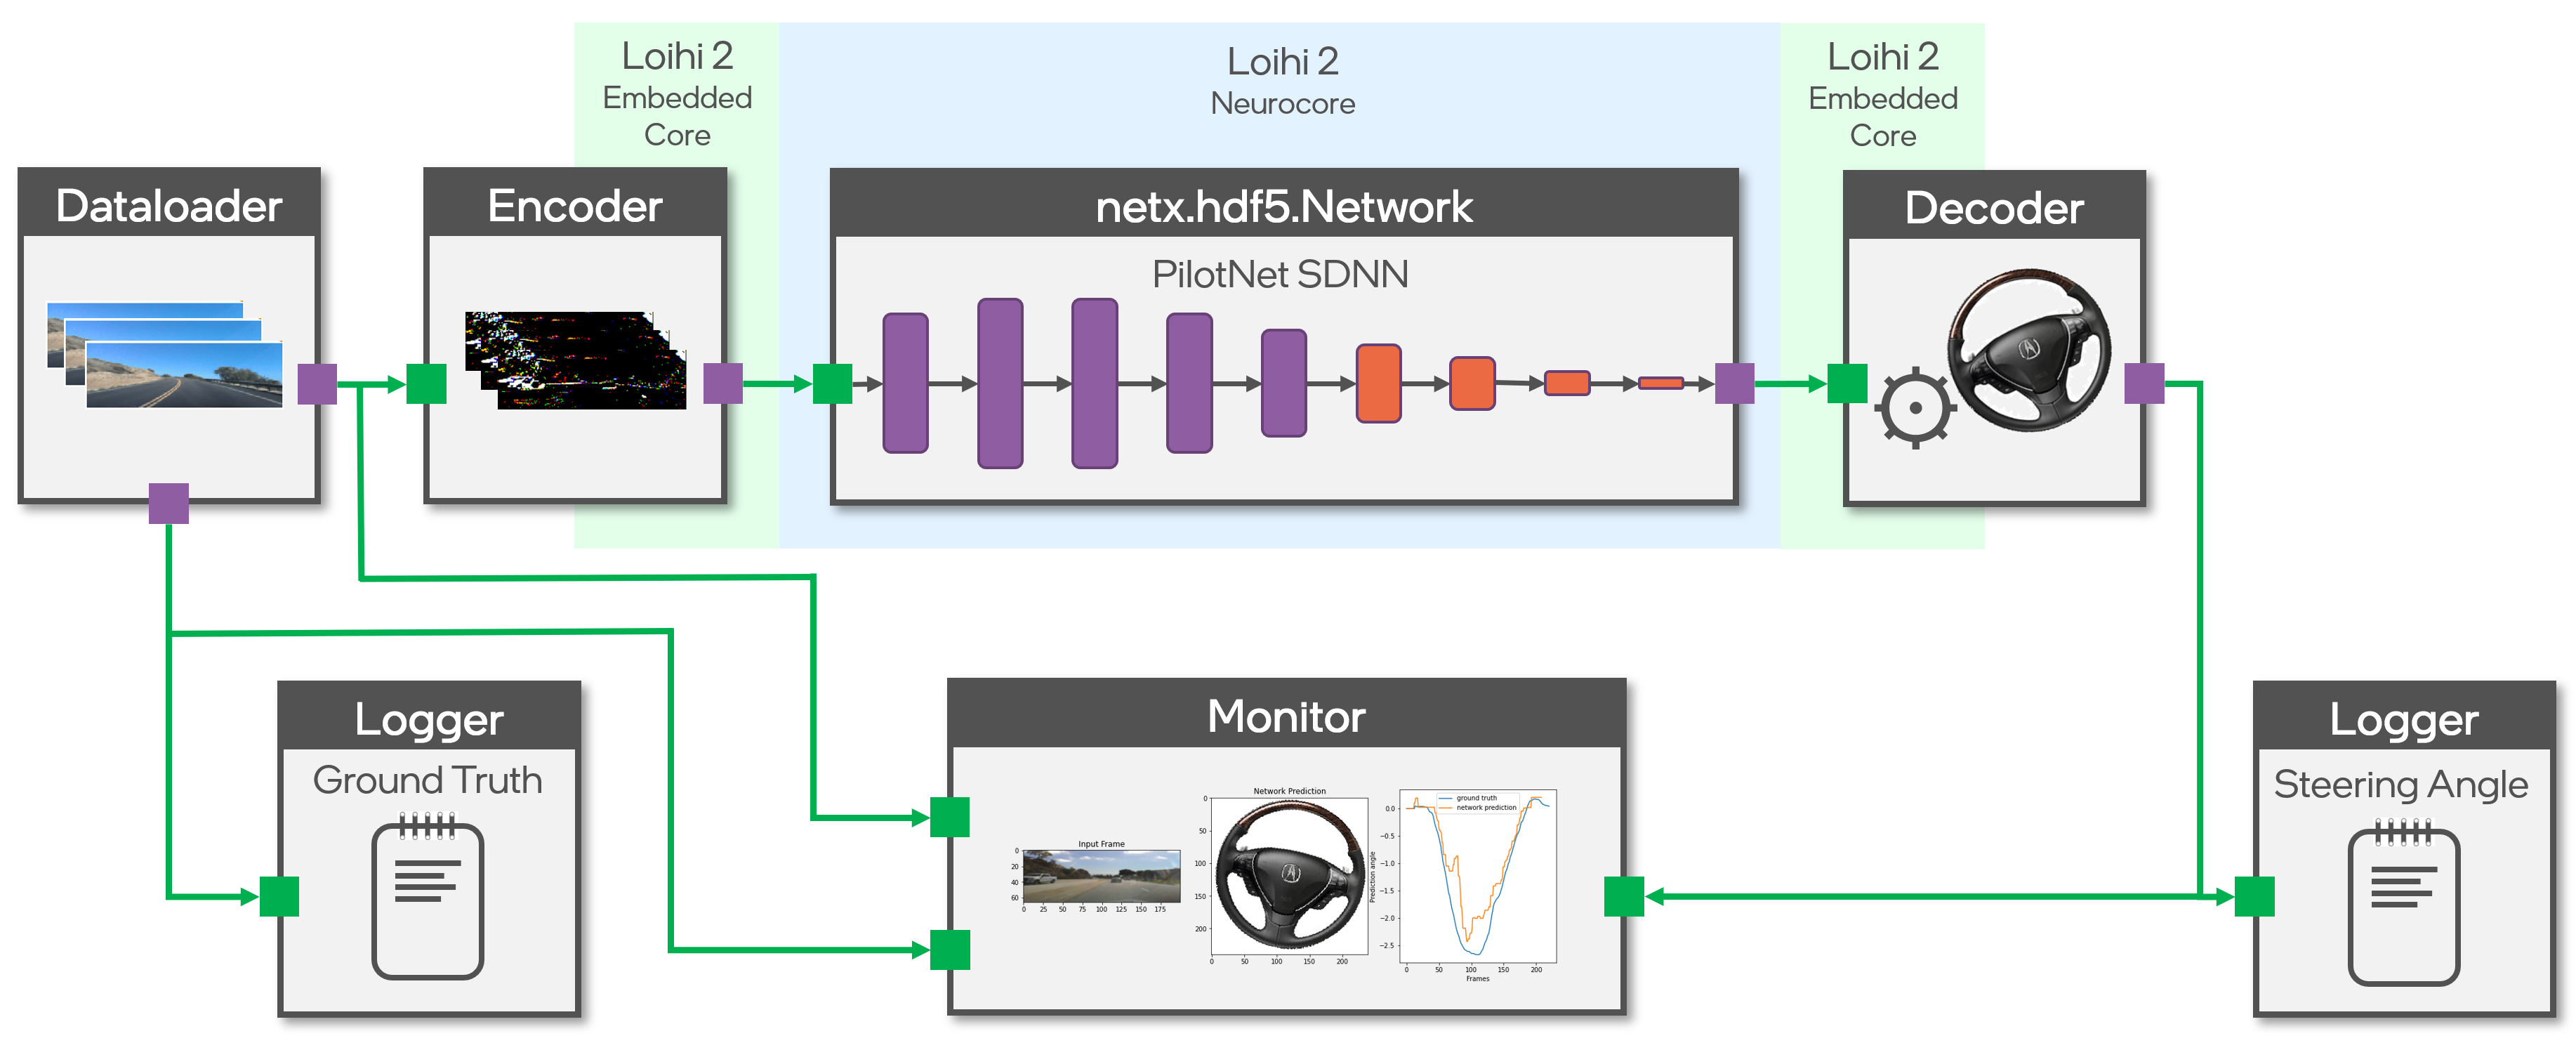 Loihi 2
Embedded
Core
Loihi 2
Neurocore
Loihi 2
Embedded
Core
Dataloader
Encoder
netx.hdf5.Network
PilotNet SDNN
Decoder
Logger
Ground Truth
Monitor
Input Frame
0
20
40
60
0 25 50 75 100 125 150 175
Network Prediction
0
50
100
150
200
0 50 100 150 200
ground truth
network prediction
0.0
−0.5
−1.0
−1.5
−2.0
−2.5
Prediction angle
0 50 100 150 200
Frames
Logger
Steering Angle